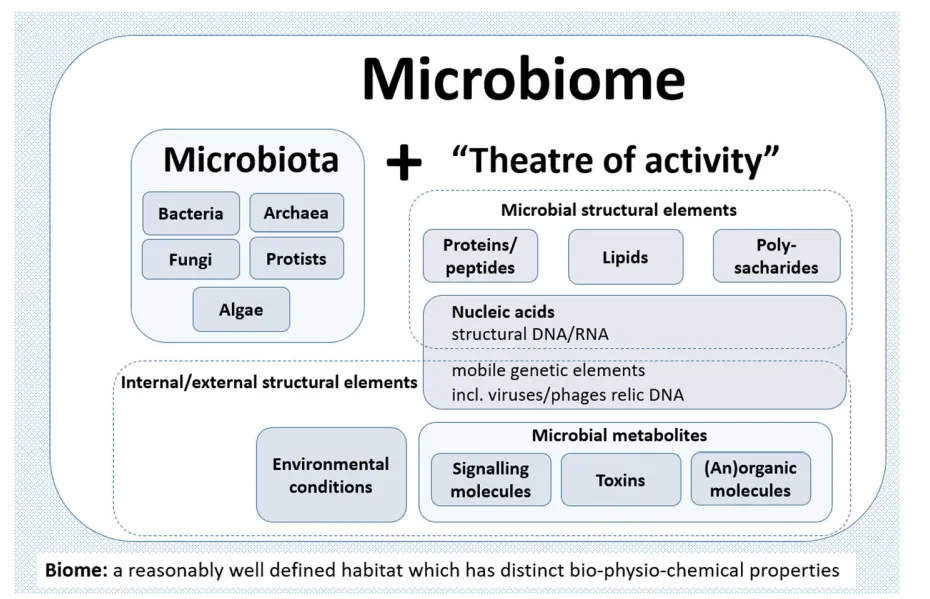 Microbiome
Microbiota
+
“Theatre of activity”
Bacteria
Archaea
Fungi
Protists
Algae
Microbial structural elements
Proteins/
peptides
Lipids
Poly-
sacharides
Nucleic acids
structural DNA/RNA
mobile genetic elements
incl. viruses/phages relic DNA
Internal/external structural elements
Environmental
conditions
Microbial metabolites
Signalling
molecules
Toxins
(An)organic
molecules
Biome: a reasonably well defined habitat which has distinct bio-physio-chemical properties